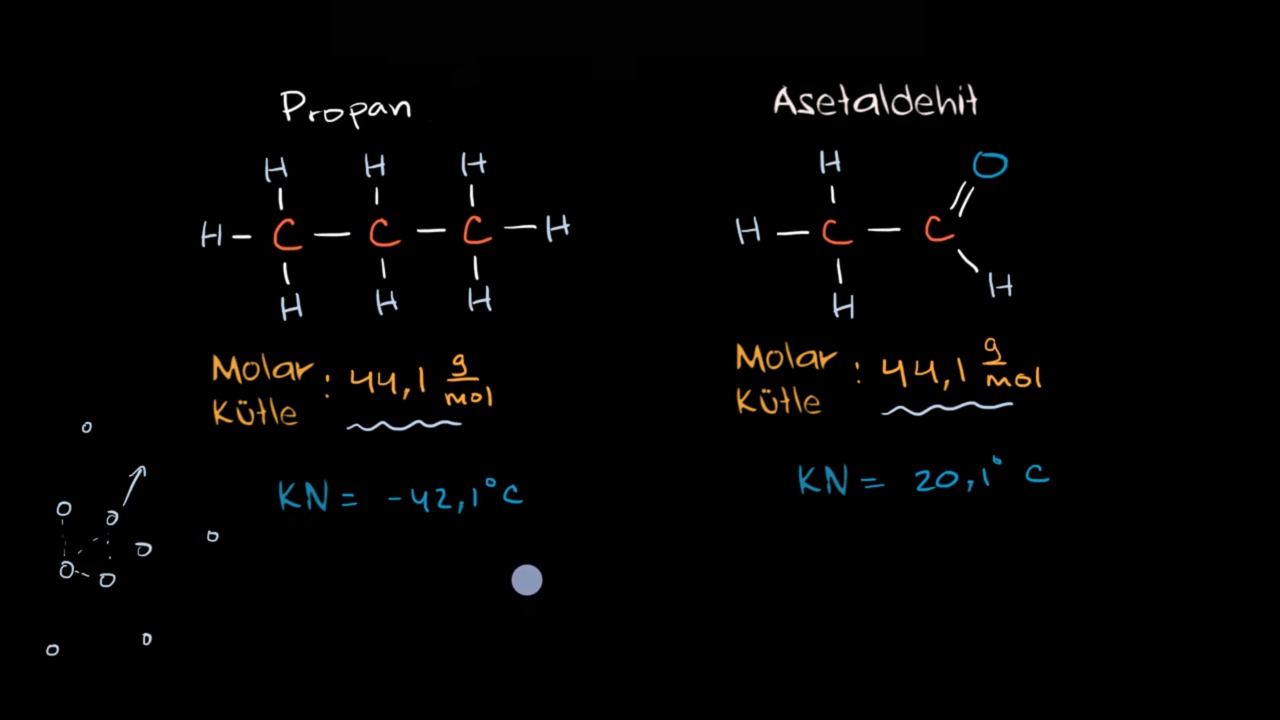 Propan
H H H
H - C - C - C - H
H H H
Molar
Kütle : 44,1 g/mol
KN = -42,1°C
Asetaldehit
H O
H - C - C
H H
Molar
Kütle : 44,1 g/mol
KN = 20,1°C